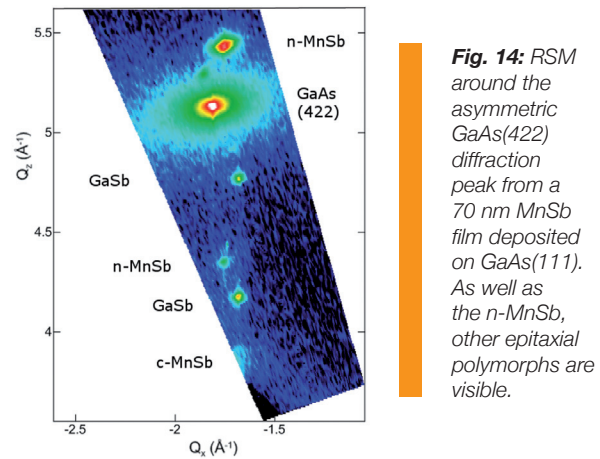 5.5
5
4.5
4
Q_z (Å⁻¹)
n-MnSb
GaAs
(422)
GaSb
n-MnSb
GaSb
c-MnSb
-2.5
-2
-1.5
Q_x (Å⁻¹)
Fig. 14: RSM
around the
asymmetric
GaAs(422)
diffraction
peak from a
70 nm MnSb
film deposited
on GaAs(111).
As well as
the n-MnSb,
other epitaxial
polymorphs are
visible.